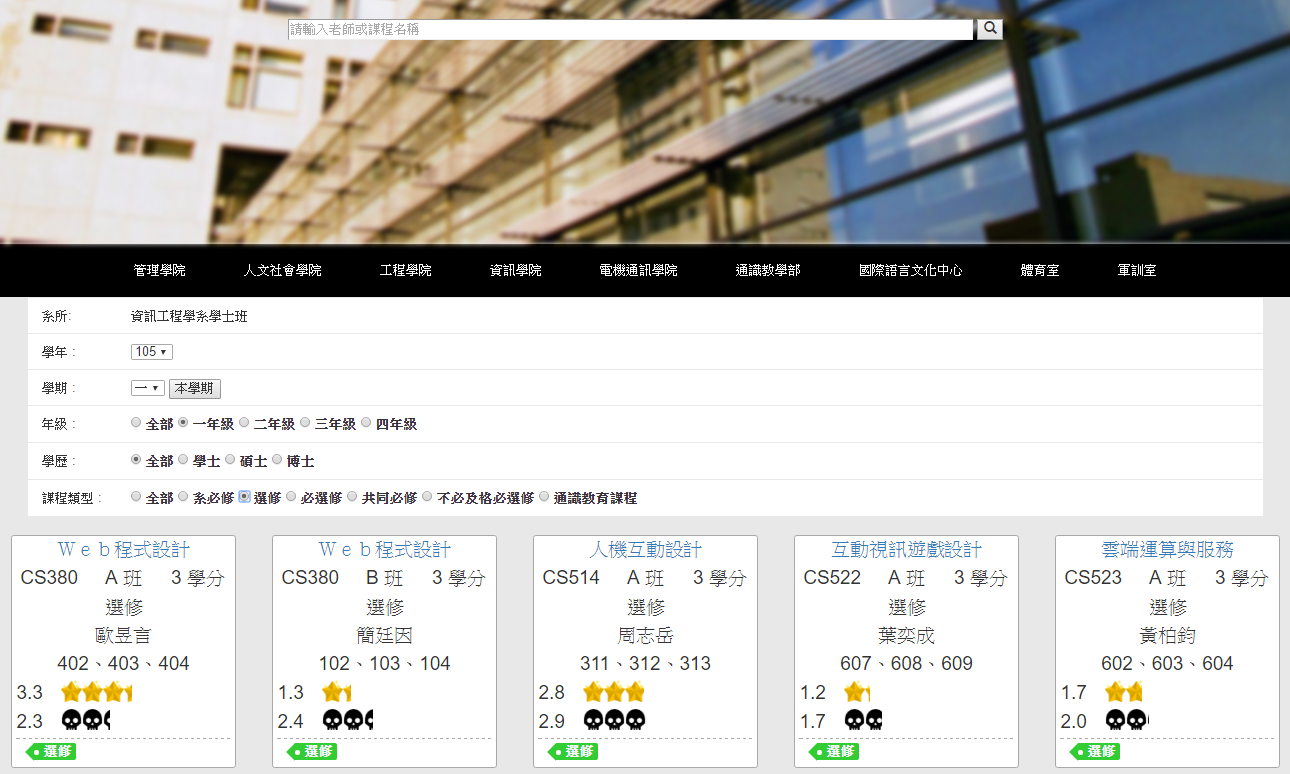 請輸入老師或課程名稱
管理學院 人文社會學院 工程學院 資訊學院 電機通訊學院 通識教學部 國際語言文化中心 體育室 軍訓室
系所: 資訊工程學系學士班
學年 : 105
學期 : 一 本學期
年級 : 全部 一年級 二年級 三年級 四年級
學歷 : 全部 學士 碩士 博士
課程類型 : 全部 系必修 選修 必選修 共同必修 不必及格必選修 通識教育課程
Ｗｅｂ程式設計
CS380 A 班 3 學分
選修
歐昱言
402、403、404
3.3
2.3
選修
Ｗｅｂ程式設計
CS380 B 班 3 學分
選修
簡廷因
102、103、104
1.3
2.4
選修
人機互動設計
CS514 A 班 3 學分
選修
周志岳
311、312、313
2.8
2.9
選修
互動視訊遊戲設計
CS522 A 班 3 學分
選修
葉奕成
607、608、609
1.2
1.7
選修
雲端運算與服務
CS523 A 班 3 學分
選修
黃柏鈞
602、603、604
1.7
2.0
選修